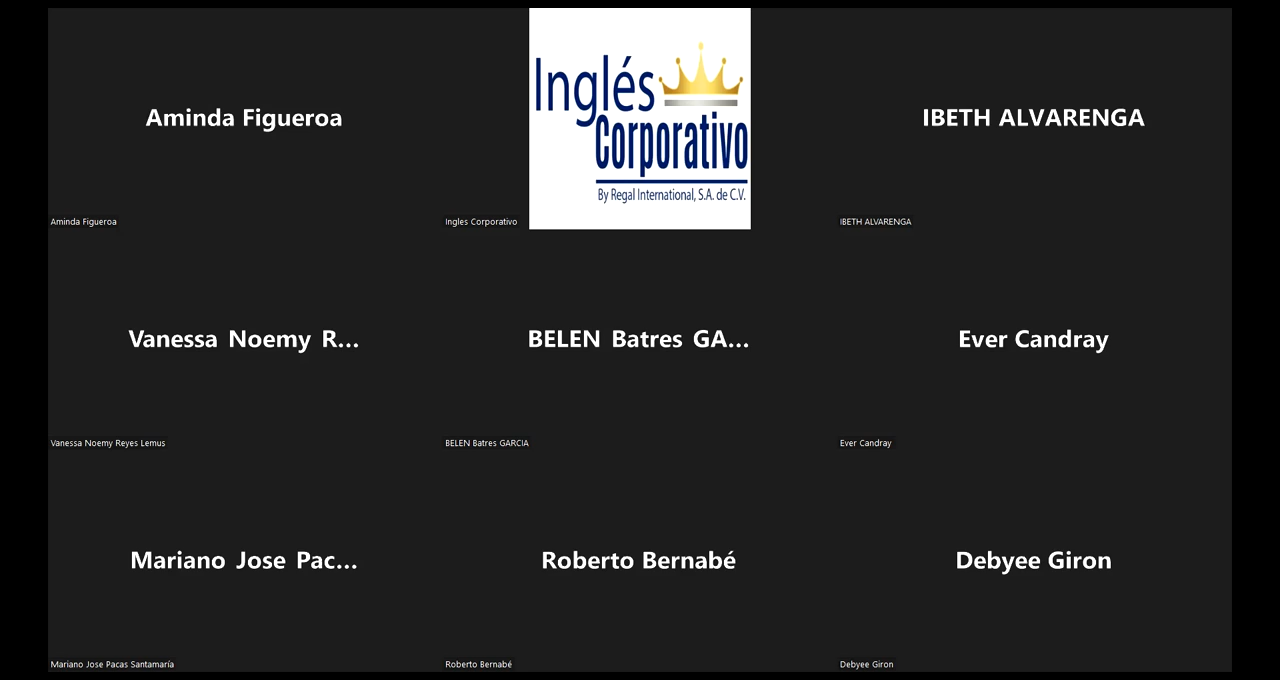 Aminda Figueroa
Aminda Figueroa
Inglés
Corporativo
By Regal International, S.A. de C.V.
Ingles Corporativo
IBETH ALVARENGA
IBETH ALVARENGA
Vanessa Noemy R...
Vanessa Noemy Reyes Lemus
BELEN Batres GA...
BELEN Batres GARCIA
Ever Candray
Ever Candray
Mariano Jose Pac...
Mariano Jose Pacas Santamaría
Roberto Bernabé
Roberto Bernabé
Debyee Giron
Debyee Giron